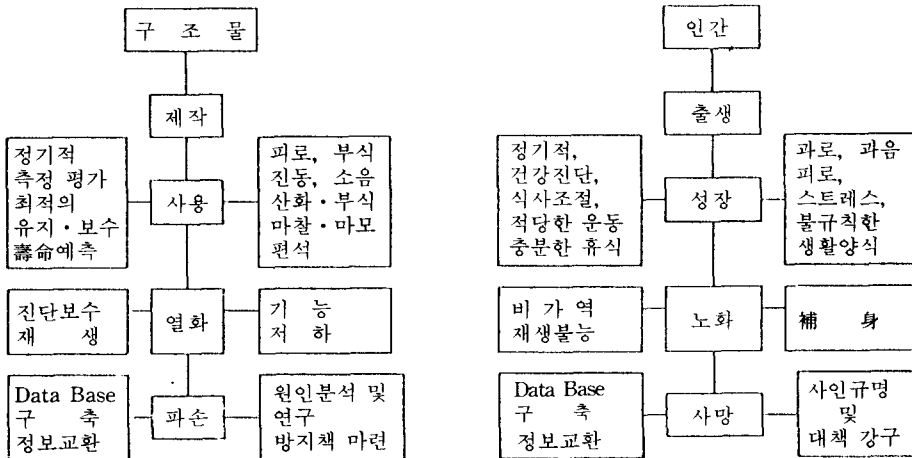 구 조 물
제작
정기적
측정 평가
최적의
유지·보수
壽命예측
사용
피로, 부식
진동, 소음
산화·부식
마찰·마모
편석
진단보수
재 생
열화
기 능
저 하
Data Base
구 축
정보교환
파손
원인분석 및
연구
방지책 마련
인간
출생
정기적,
건강진단,
식사조절,
적당한 운동
충분한 휴식
성장
과로, 과음
피로,
스트레스,
불규칙한
생활양식
비 가 역
재생불능
노화
補 身
Data Base
구 축
정보교환
사망
사인규명
및
대책 강구